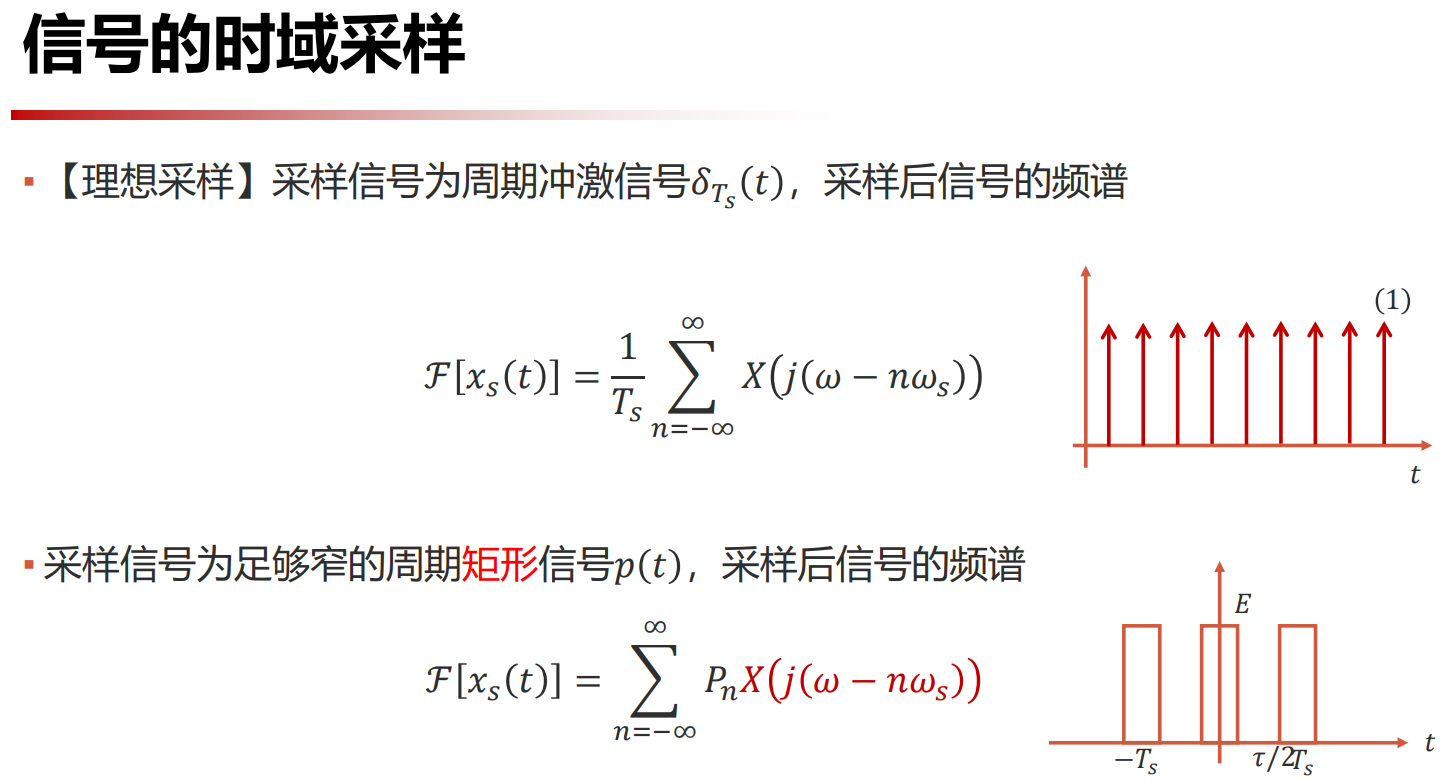 信号的时域采样
▪【理想采样】采样信号为周期冲激信号$\delta_{T_s}(t)$，采样后信号的频谱
(1)
$\mathcal{F}[x_s(t)] = \frac{1}{T_s} \sum_{n=-\infty}^{\infty} X(j(\omega - n\omega_s))$
t
▪采样信号为足够窄的周期矩形信号$p(t)$，采样后信号的频谱
E
$\mathcal{F}[x_s(t)] = \sum_{n=-\infty}^{\infty} P_n X(j(\omega - n\omega_s))$
$-T_s$ $\tau/2$ $T_s$ t